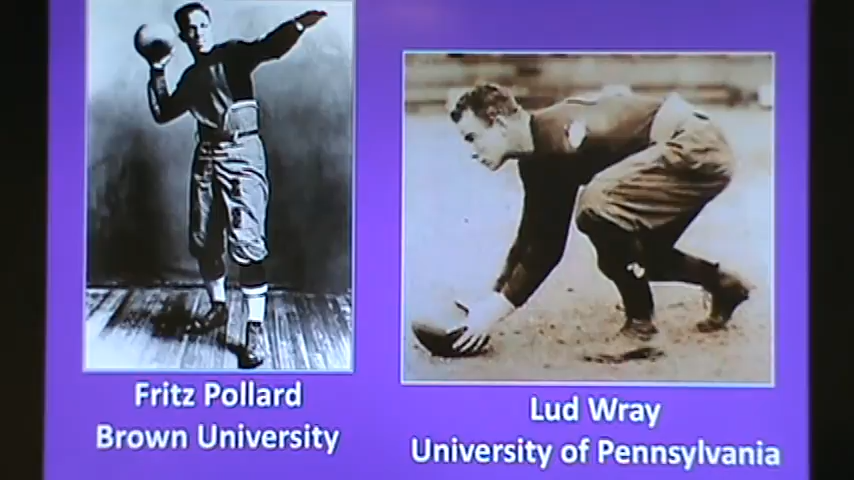 Fritz Pollard
Brown University
Lud Wray
University of Pennsylvania